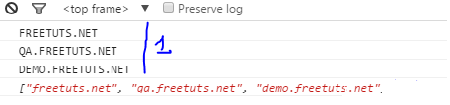 <top frame> Preserve log
FREETUTS.NET
QA.FREETUTS.NET
DEMO.FREETUTS.NET
1
["freetuts.net", "qa.freetuts.net", "demo.freetuts.net"